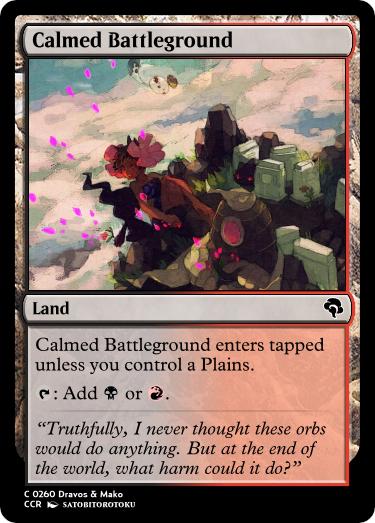 Calmed Battleground
Land
Calmed Battleground enters tapped
unless you control a Plains.
: Add or .
“Truthfully, I never thought these orbs
would do anything. But at the end of
the world, what harm could it do?”
C 0260 Dravos & Mako
CCR SATOBITOROTOKU